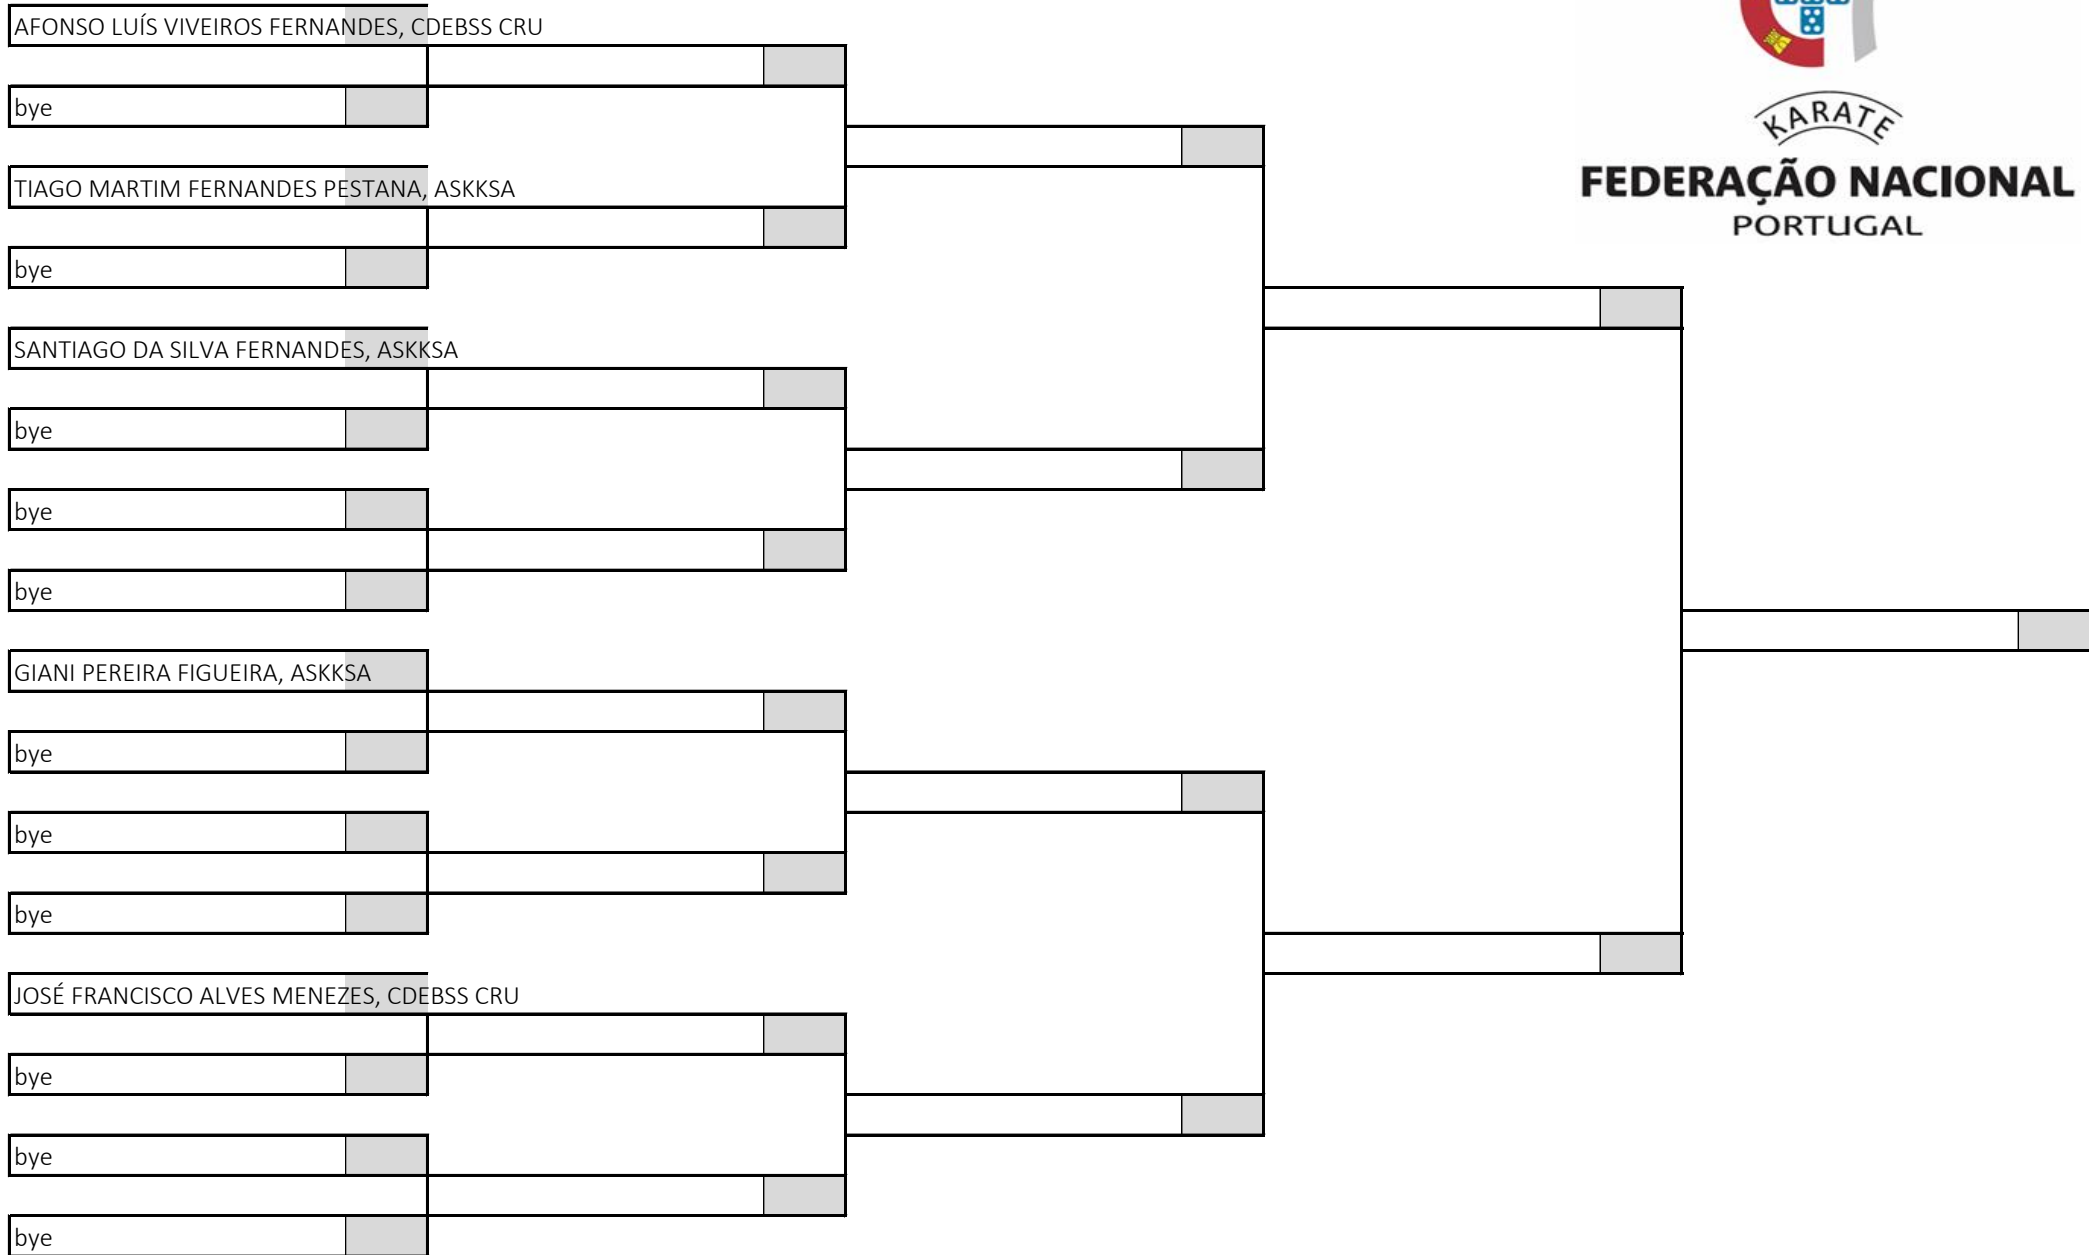 AFONSO LUÍS VIVEIROS FERNANDES, CDEBSS CRU
bye
TIAGO MARTIM FERNANDES PESTANA, ASKKSA
bye
SANTIAGO DA SILVA FERNANDES, ASKKSA
bye
bye
bye
GIANI PEREIRA FIGUEIRA, ASKKSA
bye
bye
bye
JOSÉ FRANCISCO ALVES MENEZES, CDEBSS CRU
bye
bye
bye
KARATE
FEDERAÇÃO NACIONAL
PORTUGAL